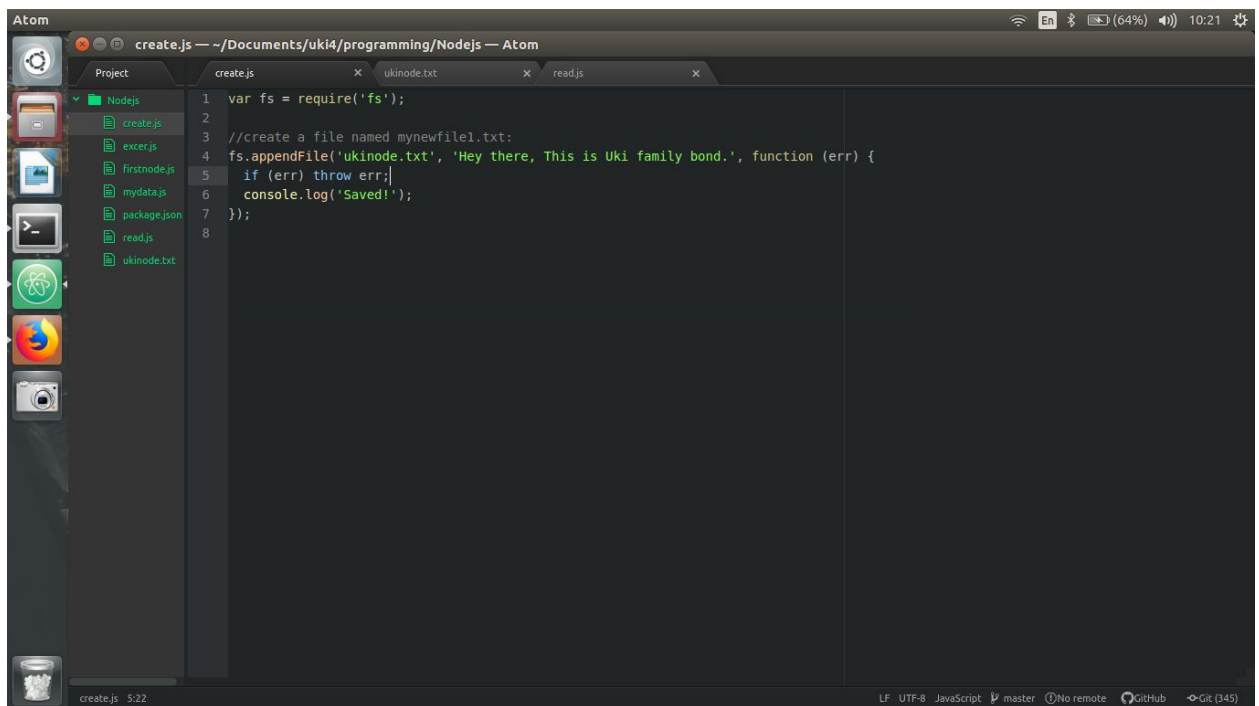 Atom
En (64%) 10:21
create.js — ~/Documents/uki4/programming/Nodejs — Atom
Project
create.js
ukinode.txt
read.js
Nodejs
create.js
excer.js
firstnode.js
mydata.js
package.json
read.js
ukinode.txt
1 var fs = require('fs');
2
3 //create a file named mynewfile1.txt:
4 fs.appendFile('ukinode.txt', 'Hey there, This is Uki family bond.', function (err) {
5 if (err) throw err;
6 console.log('Saved!');
7 });
8
create.js 5:22
LF UTF-8 JavaScript master No remote GitHub Git (345)